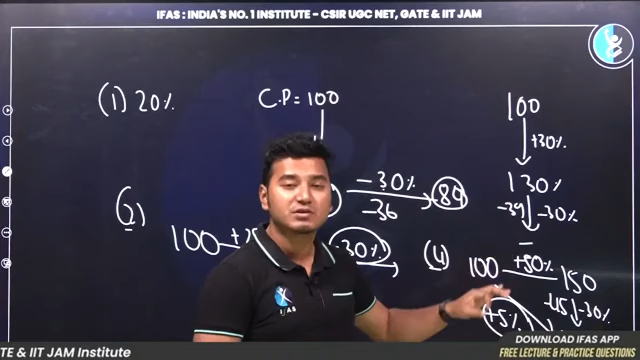 IFAS : INDIA'S NO. 1 INSTITUTE - CSIR UGC NET, GATE & IIT JAM
(1) 20%
C.P = 100
100
+30%
130%
-39 -30%
-30%
-36
84
100
-30%
(4)
100 +50% 150
-45 -30%
+5%
IFAS
DOWNLOAD IFAS APP
TE & IIT JAM Institute
FREE LECTURE & PRACTICE QUESTIONS